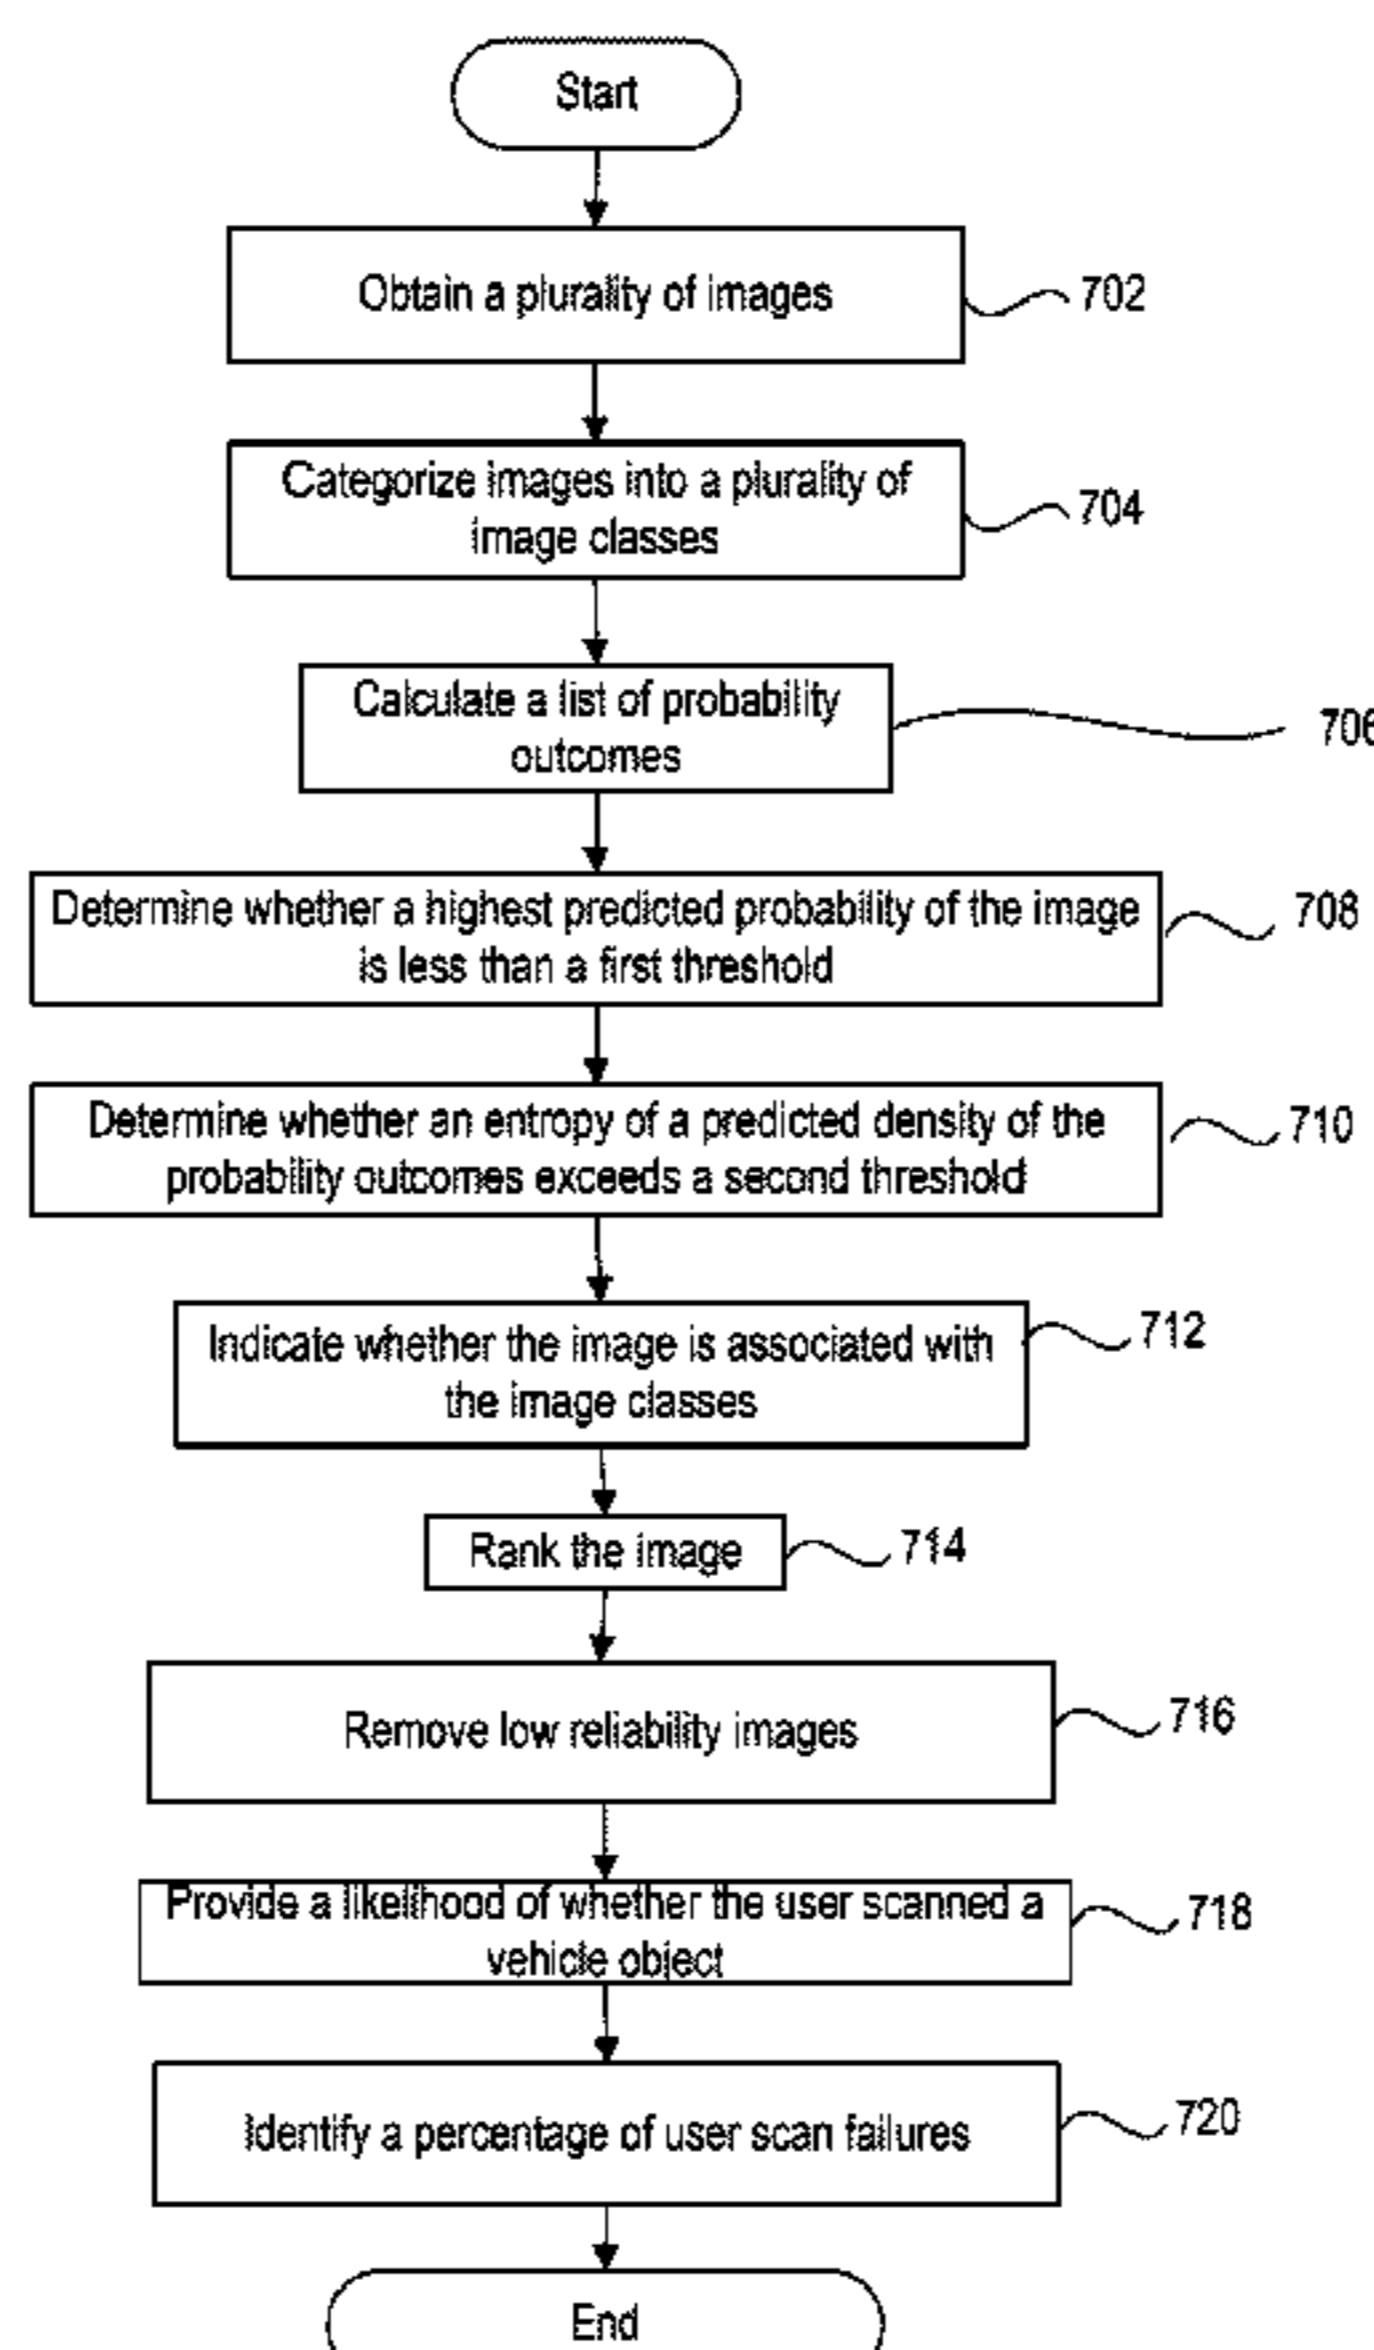 Start
Obtain a plurality of images
702
Categorize images into a plurality of
image classes
704
Calculate a list of probability
outcomes
706
Determine whether a highest predicted probability of the image
is less than a first threshold
708
Determine whether an entropy of a predicted density of the
probability outcomes exceeds a second threshold
710
Indicate whether the image is associated with
the image classes
712
Rank the image
714
Remove low reliability images
716
Provide a likelihood of whether the user scanned a
vehicle object
718
Identify a percentage of user scan failures
720
End